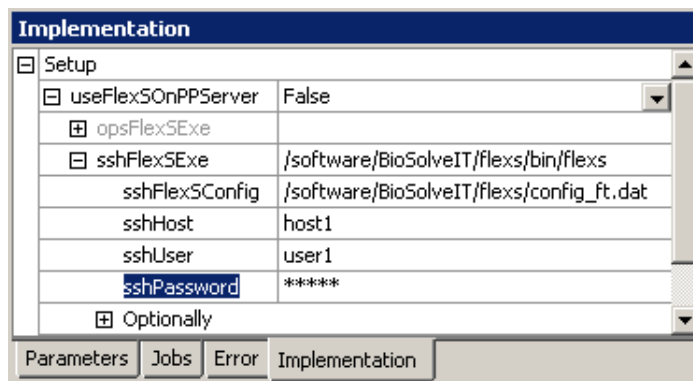 Implementation
Setup
useFlexSOnPPServer False
opsFlexSExe
sshFlexSExe /software/BioSolveIT/flexs/bin/flexs
sshFlexSConfig /software/BioSolveIT/flexs/config_ft.dat
sshHost host1
sshUser user1
sshPassword *****
Optionally
Parameters Jobs Error Implementation